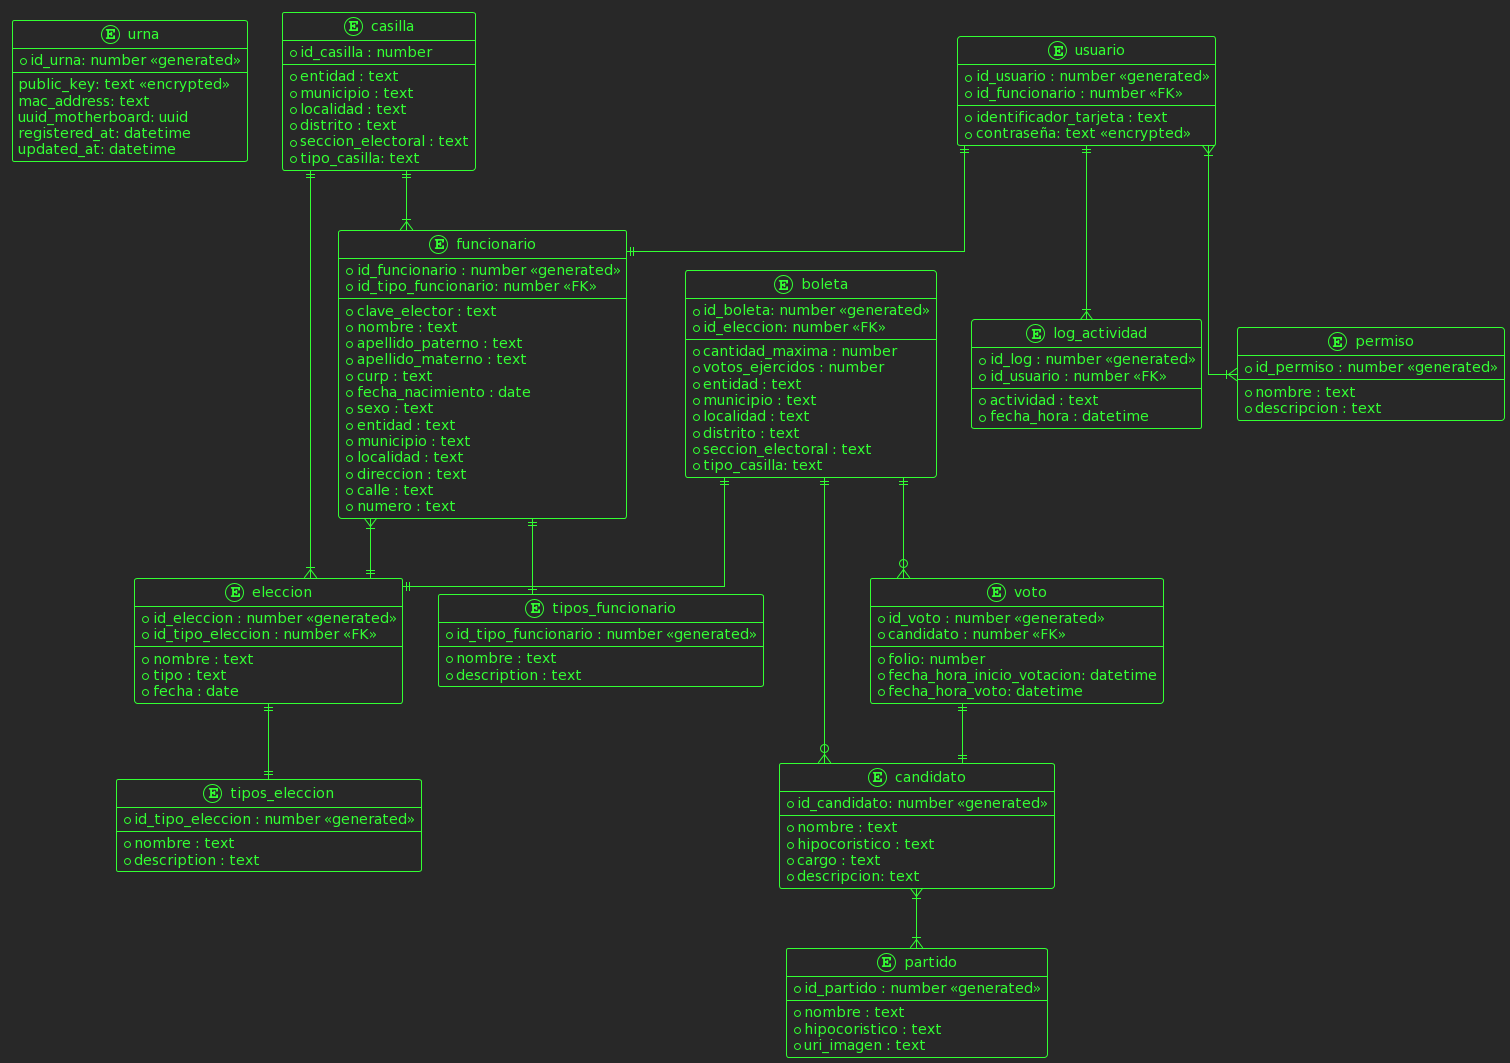 E urna
id_urna: number «generated»
public_key: text «encrypted»
mac_address: text
uuid_motherboard: uuid
registered_at: datetime
updated_at: datetime
E casilla
id_casilla : number
entidad : text
municipio : text
localidad : text
distrito : text
seccion_electoral : text
tipo_casilla: text
E usuario
id_usuario : number «generated»
id_funcionario : number «FK»
identificador_tarjeta : text
contraseña: text «encrypted»
E funcionario
id_funcionario : number «generated»
id_tipo_funcionario: number «FK»
clave_elector : text
nombre : text
apellido_paterno : text
apellido_materno : text
curp : text
fecha_nacimiento : date
sexo : text
entidad : text
municipio : text
localidad : text
direccion : text
calle : text
numero : text
E boleta
id_boleta: number «generated»
id_eleccion: number «FK»
cantidad_maxima : number
votos_ejercidos : number
entidad : text
municipio : text
localidad : text
distrito : text
seccion_electoral : text
tipo_casilla: text
E log_actividad
id_log : number «generated»
id_usuario : number «FK»
actividad : text
fecha_hora : datetime
E permiso
id_permiso : number «generated»
nombre : text
descripcion : text
E eleccion
id_eleccion : number «generated»
id_tipo_eleccion : number «FK»
nombre : text
tipo : text
fecha : date
E tipos_funcionario
id_tipo_funcionario : number «generated»
nombre : text
description : text
E voto
id_voto : number «generated»
candidato : number «FK»
folio: number
fecha_hora_inicio_votacion: datetime
fecha_hora_voto: datetime
E tipos_eleccion
id_tipo_eleccion : number «generated»
nombre : text
description : text
E candidato
id_candidato: number «generated»
nombre : text
hipocoristico : text
cargo : text
descripcion: text
E partido
id_partido : number «generated»
nombre : text
hipocoristico : text
uri_imagen : text